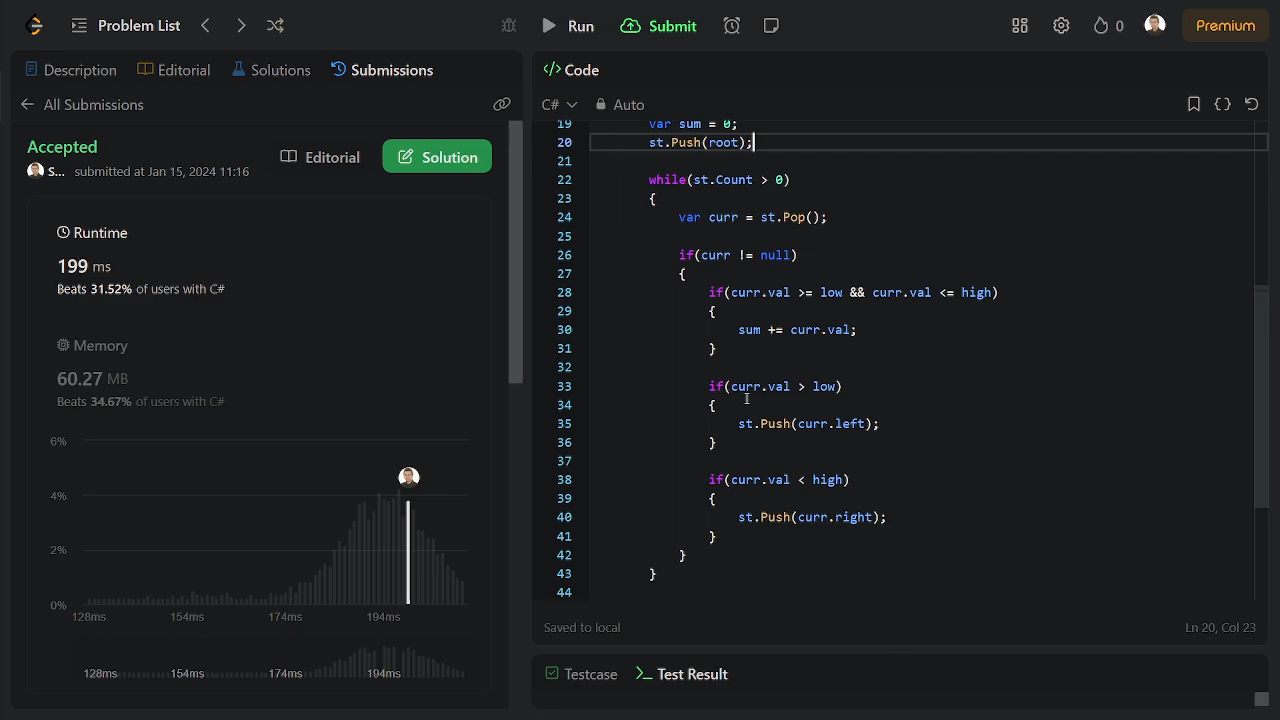 Problem List
Run
Submit
0
Premium
Description
Editorial
Solutions
Submissions
All Submissions
Accepted
S... submitted at Jan 15, 2024 11:16
Editorial
Solution
Runtime
199 ms
Beats 31.52% of users with C#
Memory
60.27 MB
Beats 34.67% of users with C#
6%
4%
2%
0%
128ms 154ms 174ms 194ms
128ms 154ms 174ms 194ms
</> Code
C# Auto
19 var sum = 0;
20 st.Push(root);
21
22 while(st.Count > 0)
23 {
24 var curr = st.Pop();
25
26 if(curr != null)
27 {
28 if(curr.val >= low && curr.val <= high)
29 {
30 sum += curr.val;
31 }
32
33 if(curr.val > low)
34 {
35 st.Push(curr.left);
36 }
37
38 if(curr.val < high)
39 {
40 st.Push(curr.right);
41 }
42 }
43 }
44
Saved to local
Ln 20, Col 23
Testcase
Test Result